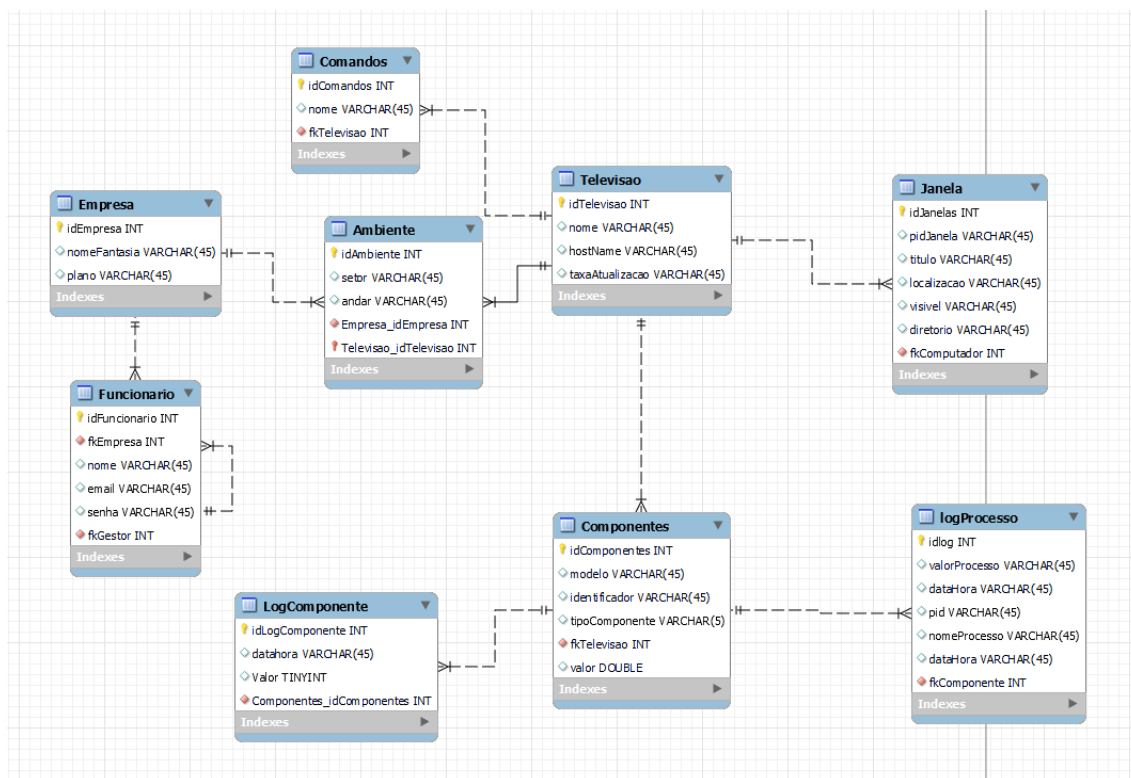 Comandos
idComandos INT
nome VARCHAR(45)
fkTelevisao INT
Indexes
Empresa
idEmpresa INT
nomeFantasia VARCHAR(45)
plano VARCHAR(45)
Indexes
Ambiente
idAmbiente INT
setor VARCHAR(45)
andar VARCHAR(45)
Empresa_idEmpresa INT
Televisao_idTelevisao INT
Indexes
Televisao
idTelevisao INT
nome VARCHAR(45)
hostName VARCHAR(45)
taxaAtualizacao VARCHAR(45)
Indexes
Janela
idJanelas INT
pidJanela VARCHAR(45)
titulo VARCHAR(45)
localizacao VARCHAR(45)
visivel VARCHAR(45)
diretorio VARCHAR(45)
fkComputador INT
Indexes
Funcionario
idFuncionario INT
fkEmpresa INT
nome VARCHAR(45)
email VARCHAR(45)
senha VARCHAR(45)
fkGestor INT
Indexes
LogComponente
idLogComponente INT
datahora VARCHAR(45)
Valor TINYINT
Componentes_idComponentes INT
Indexes
Componentes
idComponentes INT
modelo VARCHAR(45)
identificador VARCHAR(45)
tipoComponente VARCHAR(5)
fkTelevisao INT
valor DOUBLE
Indexes
logProcesso
idlog INT
valorProcesso VARCHAR(45)
dataHora VARCHAR(45)
pid VARCHAR(45)
nomeProcesso VARCHAR(45)
dataHora VARCHAR(45)
fkComponente INT
Indexes